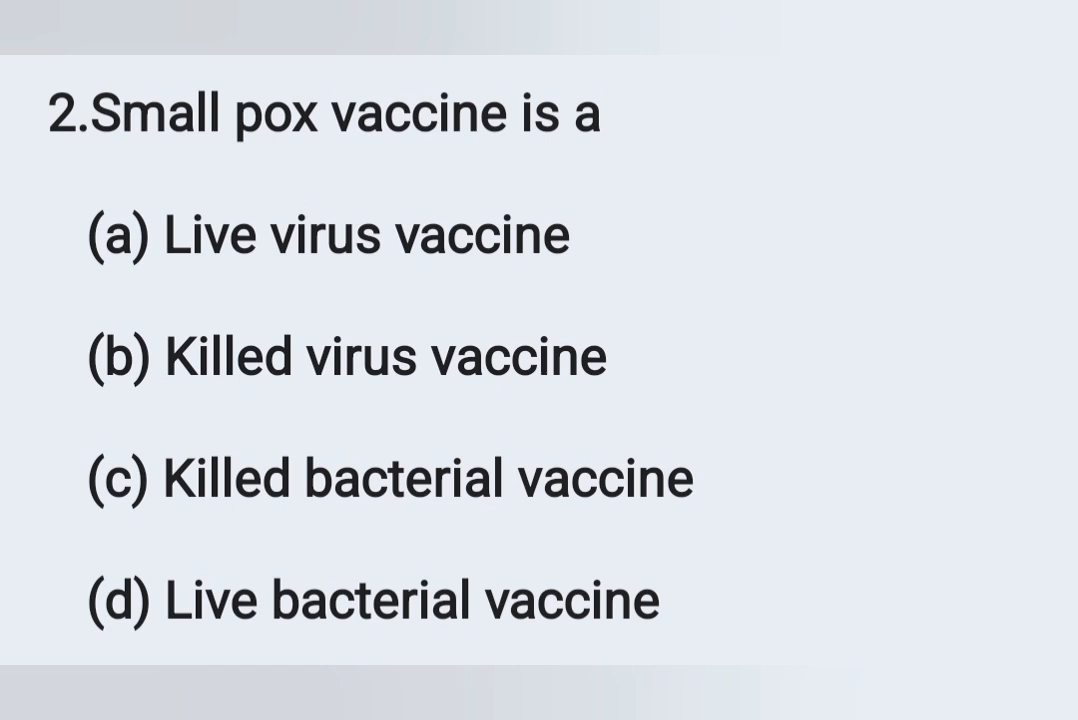 2.Small pox vaccine is a
(a) Live virus vaccine
(b) Killed virus vaccine
(c) Killed bacterial vaccine
(d) Live bacterial vaccine